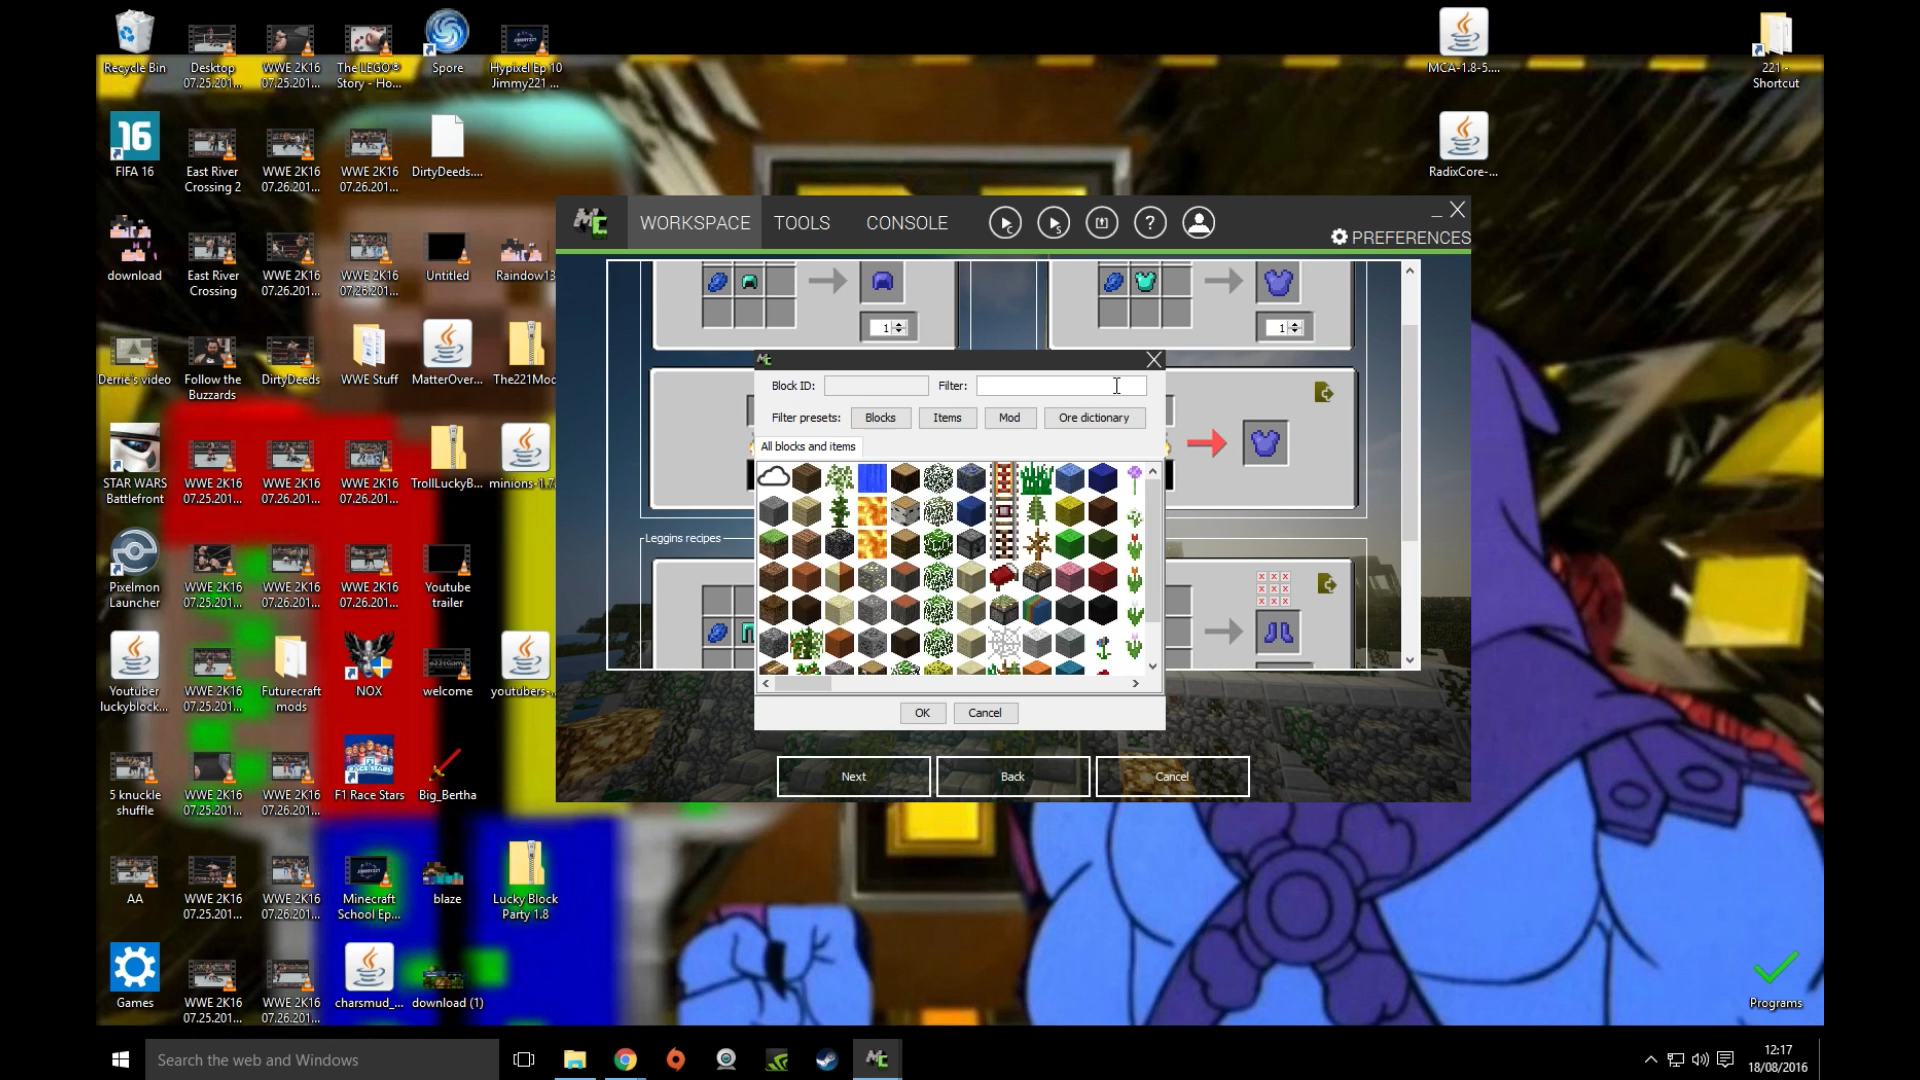 Recycle Bin
Desktop
07.25.201...
WWE 2K16
07.25.201...
The LEGO®
Story - Ho...
Spore
Hypixel Ep 10
Jimmy221 ...
MCA-1.8-5....
221 -
Shortcut
16
FIFA 16
East River
Crossing 2
WWE 2K16
07.26.201...
WWE 2K16
07.26.201...
DirtyDeeds....
RadixCore-...
download
East River
Crossing
WWE 2K16
07.26.201...
WWE 2K16
07.26.201...
Untitled
Raindow13
Derrie's video
Follow the
Buzzards
DirtyDeeds
WWE Stuff
MatterOver...
The221Mod
STAR WARS
Battlefront
WWE 2K16
07.25.201...
WWE 2K16
07.26.201...
WWE 2K16
07.26.201...
TrollLuckyB...
minions-1.7
Pixelmon
Launcher
WWE 2K16
07.25.201...
WWE 2K16
07.26.201...
WWE 2K16
07.26.201...
Youtube
trailer
Youtuber
luckyblock...
WWE 2K16
07.25.201...
Futurecraft
mods
NOX
welcome
youtubers-...
5 knuckle
shuffle
WWE 2K16
07.25.201...
WWE 2K16
07.26.201...
F1 Race Stars
Big_Bertha
AA
WWE 2K16
07.25.201...
WWE 2K16
07.26.201...
Minecraft
School Ep...
blaze
Lucky Block
Party 1.8
Games
WWE 2K16
07.25.201...
WWE 2K16
07.26.201...
charsmud_...
download (1)
Programs
WORKSPACE TOOLS CONSOLE
PREFERENCES
1
1
Block ID: Filter:
Filter presets: Blocks Items Mod Ore dictionary
All blocks and items
Leggins recipes
OK Cancel
Next Back Cancel
Search the web and Windows
12:17
18/08/2016